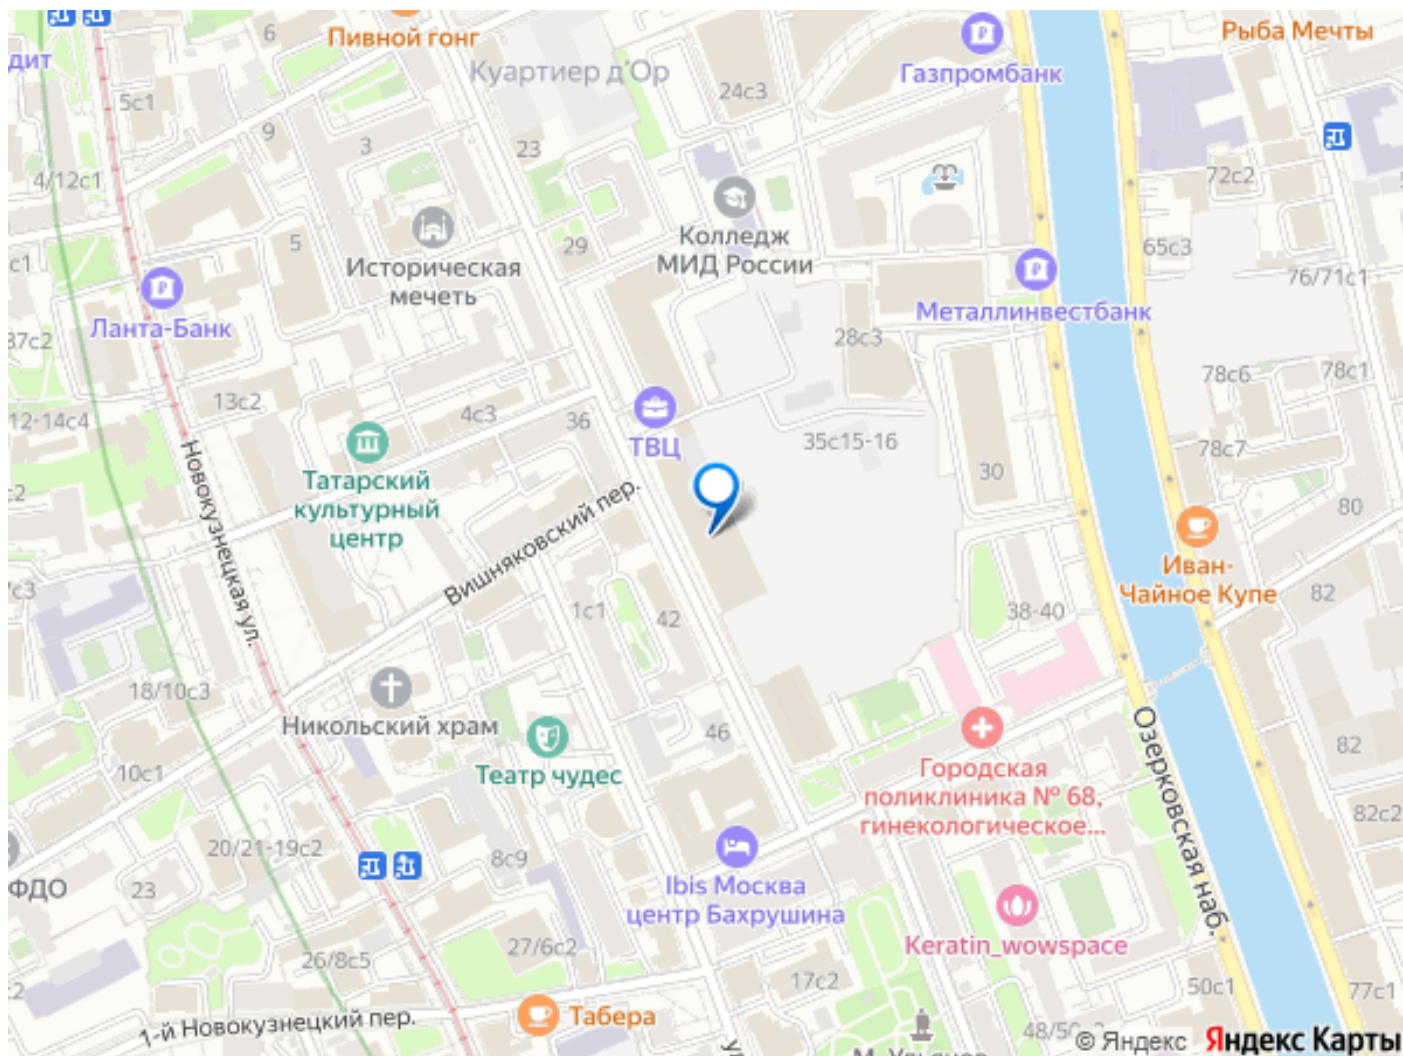 Пивной гонг
6
дит
5с1
Куартиер д'Ор
24с3
Газпромбанк
Рыба Мечты
9
3
23
4/12с1
72с2
5
29
Колледж
МИД России
65с3
с1
Историческая
мечеть
76/71с1
Ланта-Банк
Металлинвестбанк
37с2
28с3
78с6
78с1
13с2
12-14с4
4с3
36
ТВЦ
35с15-16
78с7
30
Новокузнецкая ул.
Татарский
культурный
центр
80
Вишняковский пер.
Иван-
Чайное Купе
82
1с1
42
38-40
18/10с3
Никольский храм
46
Театр чудес
Городская
поликлиника № 68,
гинекологическое...
Озерковская наб.
82
10с1
82с2
20/21-19с2
8с9
ФДО
23
Ibis Москва
центр Бахрушина
Keratin_wowspace
27/6с2
26/8с5
17с2
50с1
77с1
1-й Новокузнецкий пер.
Табера
© Яндекс Яндекс Карты